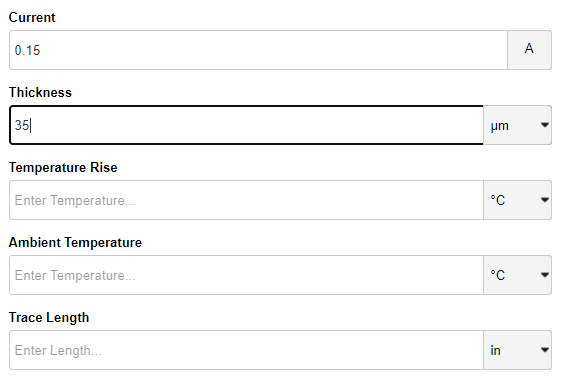 Current
0.15 A
Thickness
35 µm
Temperature Rise
Enter Temperature... °C
Ambient Temperature
Enter Temperature... °C
Trace Length
Enter Length... in